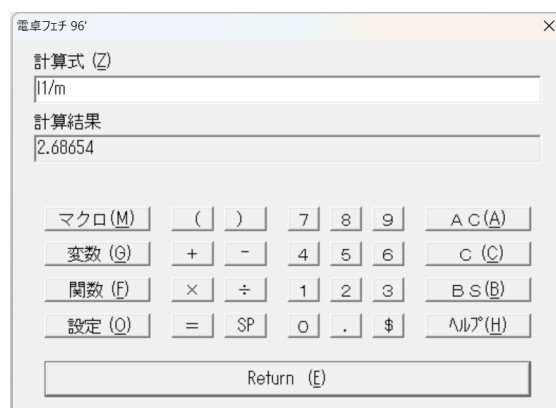 電卓フェチ 96'
×
計算式 (Z)
l1/m
計算結果
2.68654
マクロ(M) ( ) 7 8 9 AC(A)
変数 (G) + - 4 5 6 C (C)
関数 (F) × ÷ 1 2 3 BS(B)
設定 (O) = SP 0 . $ ヘルプ(H)
Return (E)